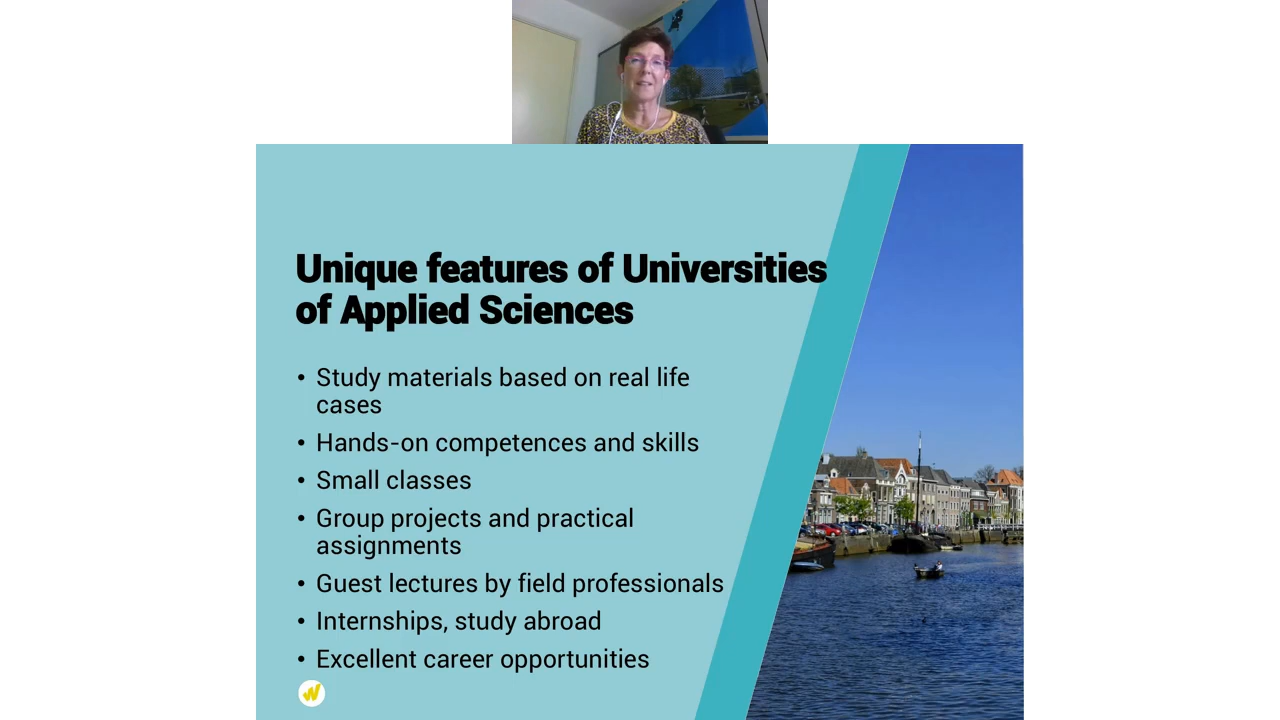 Unique features of Universities
of Applied Sciences
• Study materials based on real life
cases
• Hands-on competences and skills
• Small classes
• Group projects and practical
assignments
• Guest lectures by field professionals
• Internships, study abroad
• Excellent career opportunities